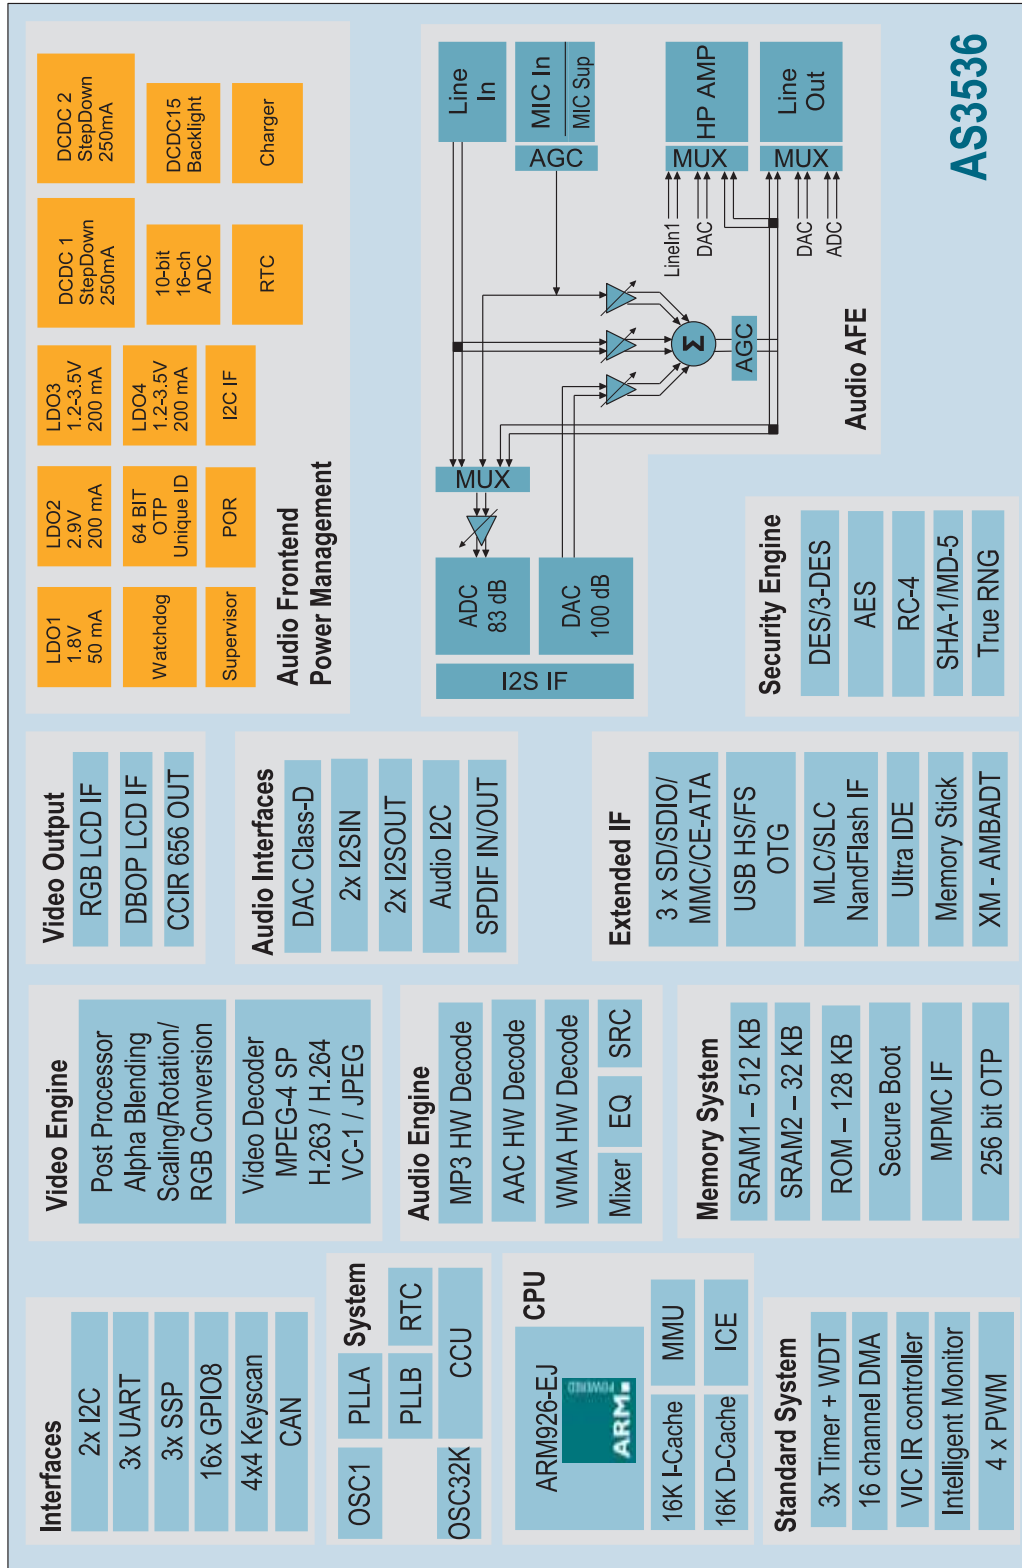 AS3536
Interfaces
2x I2C
3x UART
3x SSP
16x GPIO8
4x4 Keyscan
CAN
System
OSC1
PLLA
PLLB
RTC
OSC32K
CCU
CPU
ARM926-EJ
ARM
POWERED
16K I-Cache
MMU
16K D-Cache
ICE
Standard System
3x Timer + WDT
16 channel DMA
VIC IR controller
Intelligent Monitor
4 x PWM
Video Engine
Post Processor
Alpha Blending
Scaling/Rotation/
RGB Conversion
Video Decoder
MPEG-4 SP
H.263 / H.264
VC-1 / JPEG
Audio Engine
MP3 HW Decode
AAC HW Decode
WMA HW Decode
Mixer
EQ
SRC
Memory System
SRAM1 – 512 KB
SRAM2 – 32 KB
ROM – 128 KB
Secure Boot
MPMC IF
256 bit OTP
Video Output
RGB LCD IF
DBOP LCD IF
CCIR 656 OUT
Audio Interfaces
DAC Class-D
2x I2SIN
2x I2SOUT
Audio I2C
SPDIF IN/OUT
Extended IF
3 x SD/SDIO/
MMC/CE-ATA
USB HS/FS
OTG
MLC/SLC
NandFlash IF
Ultra IDE
Memory Stick
XM - AMBADT
LDO1
1.8V
50 mA
LDO2
2.9V
200 mA
LDO3
1.2-3.5V
200 mA
DCDC 1
StepDown
250mA
DCDC 2
StepDown
250mA
Watchdog
64 BIT
OTP
Unique ID
LDO4
1.2-3.5V
200 mA
10-bit
16-ch
ADC
DCDC15
Backlight
Supervisor
POR
I2C IF
RTC
Charger
Audio Frontend
Power Management
Line
In
MIC In
MIC Sup
AGC
HP AMP
MUX
Line
Out
MUX
LineIn1
DAC
DAC
ADC
MUX
ADC
83 dB
DAC
100 dB
I2S IF
Σ
AGC
Audio AFE
Security Engine
DES/3-DES
AES
RC-4
SHA-1/MD-5
True RNG